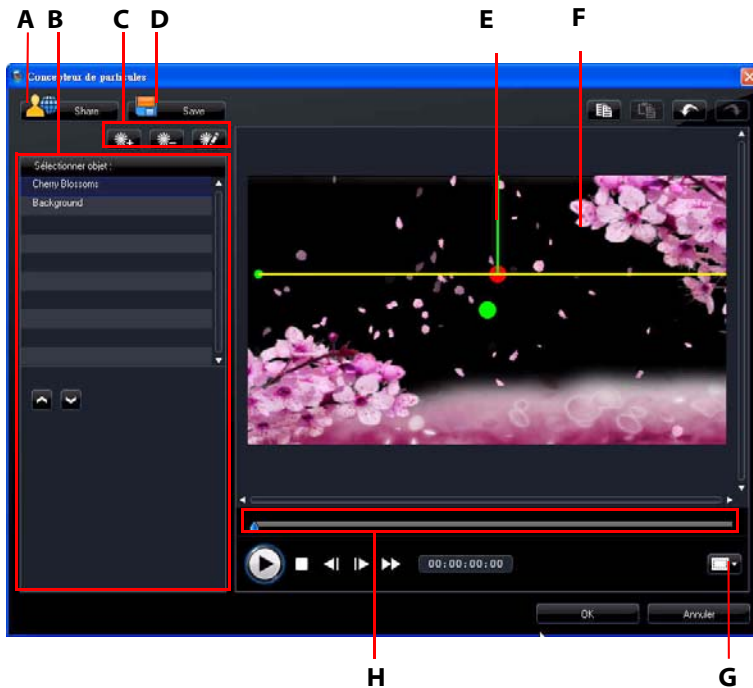 A B C D E F
Concepteur de particules
Share Save
Sélectionner objet :
Cherry Blossoms
Background
00:00:00:00
OK Annuler
H G